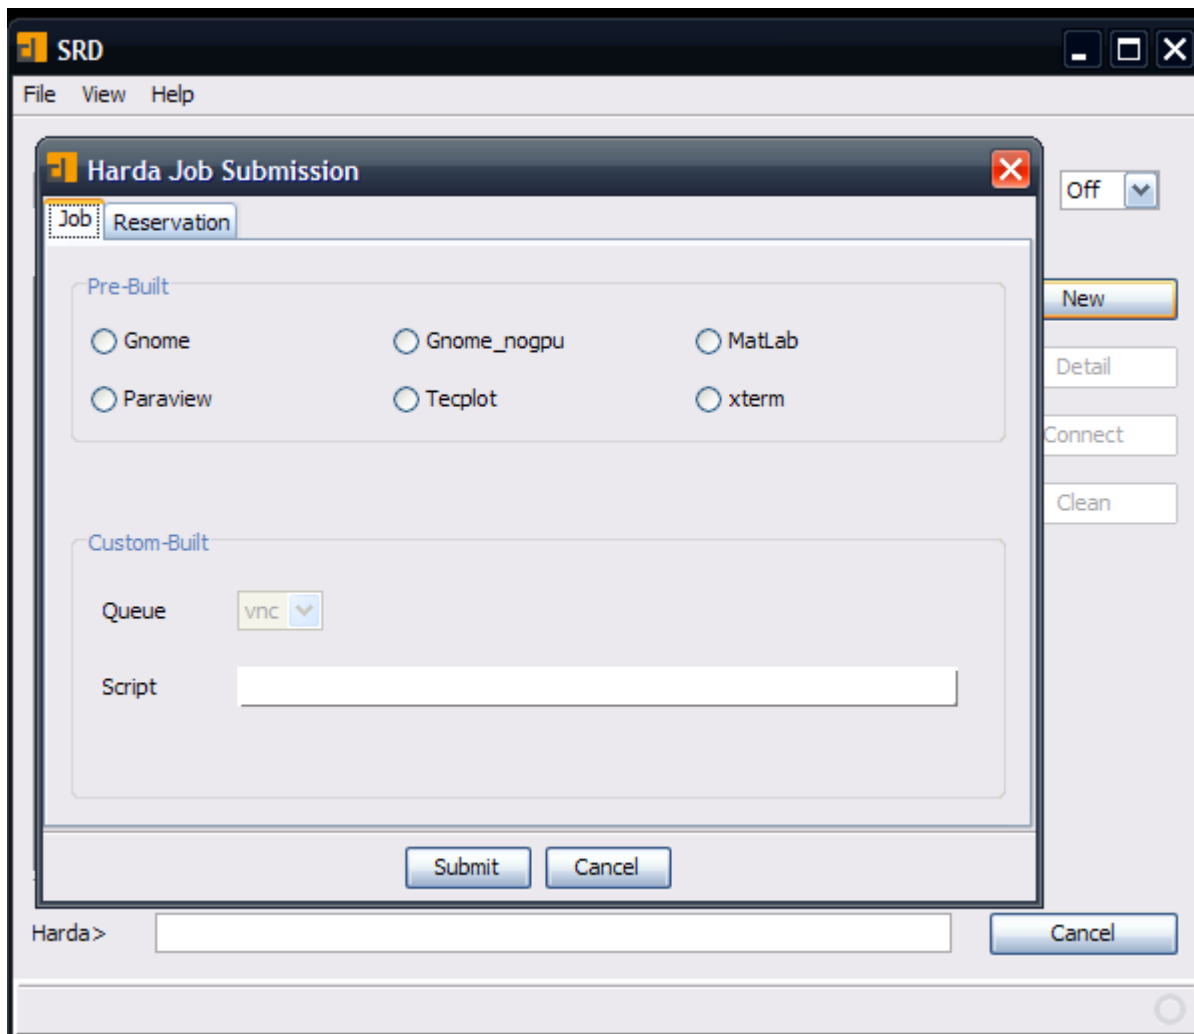 SRD
File View Help
Harda Job Submission
Off
Job Reservation
Pre-Built
New
Gnome Gnome_nogpu MatLab
Detail
Paraview Tecplot xterm
Connect
Clean
Custom-Built
Queue vnc
Script
Submit Cancel
Harda> Cancel